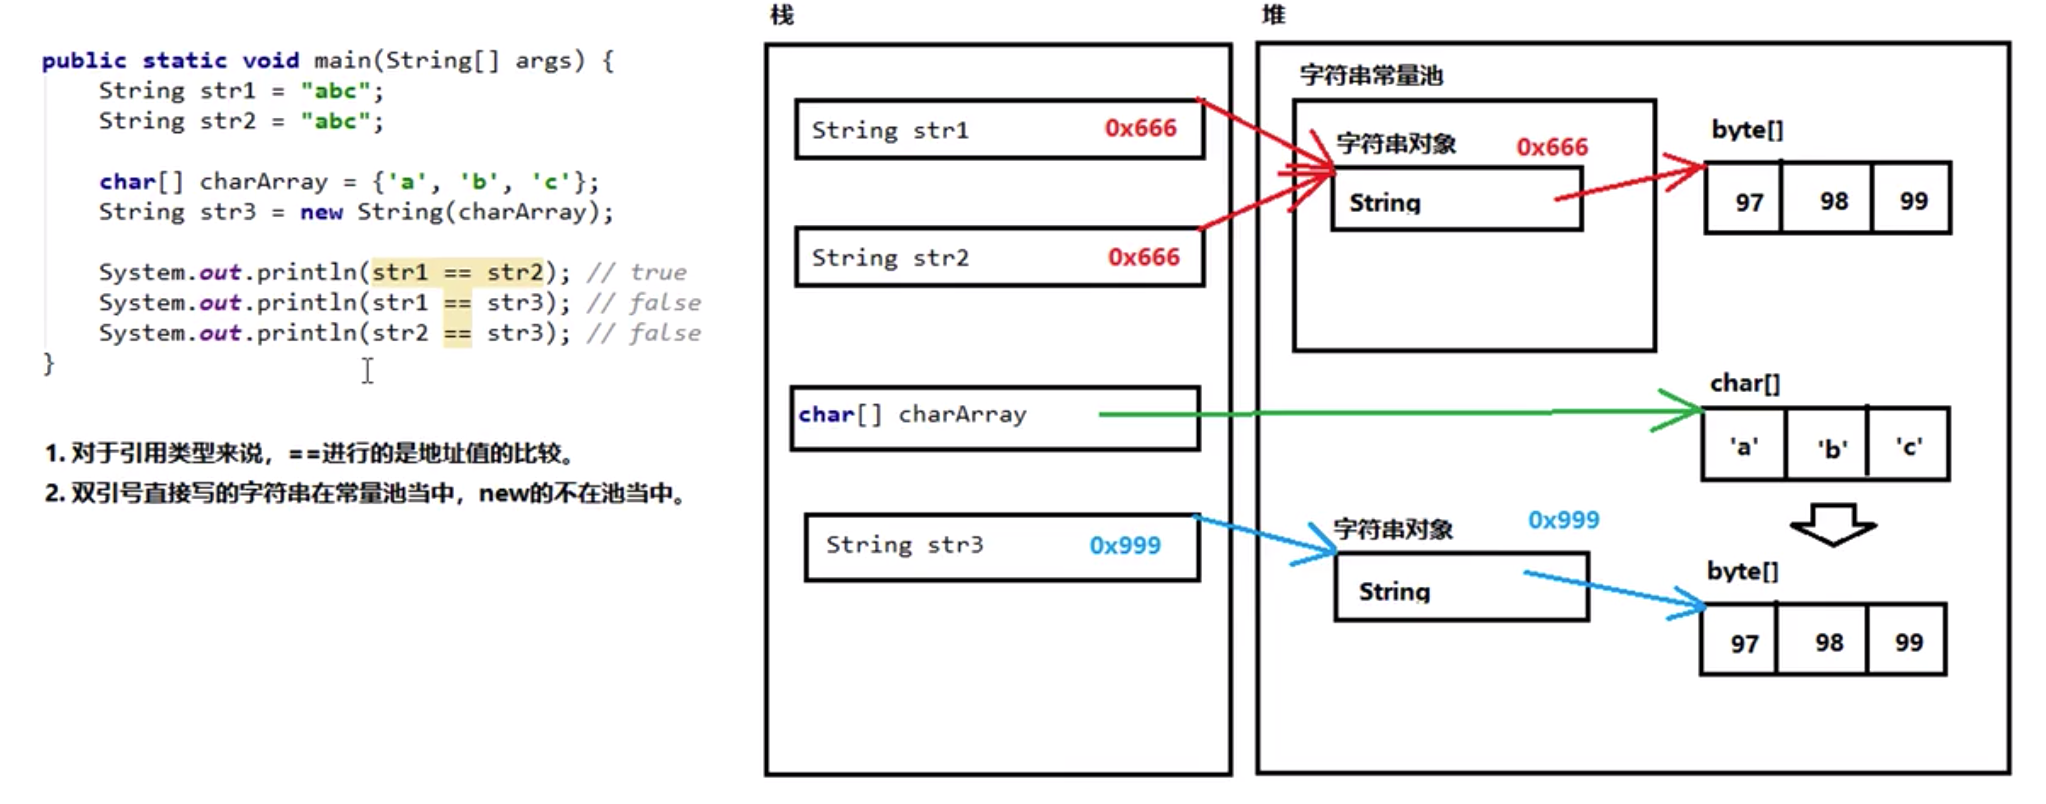 public static void main(String[] args) {
String str1 = "abc";
String str2 = "abc";
char[] charArray = {'a', 'b', 'c'};
String str3 = new String(charArray);
System.out.println(str1 == str2); // true
System.out.println(str1 == str3); // false
System.out.println(str2 == str3); // false
}
1. 对于引用类型来说，==进行的是地址值的比较。
2. 双引号直接写的字符串在常量池当中，new的不在池当中。
栈
String str1 0x666
String str2 0x666
char[] charArray
String str3 0x999
堆
字符串常量池
字符串对象 0x666
String
byte[]
97 98 99
char[]
'a' 'b' 'c'
字符串对象 0x999
String
byte[]
97 98 99